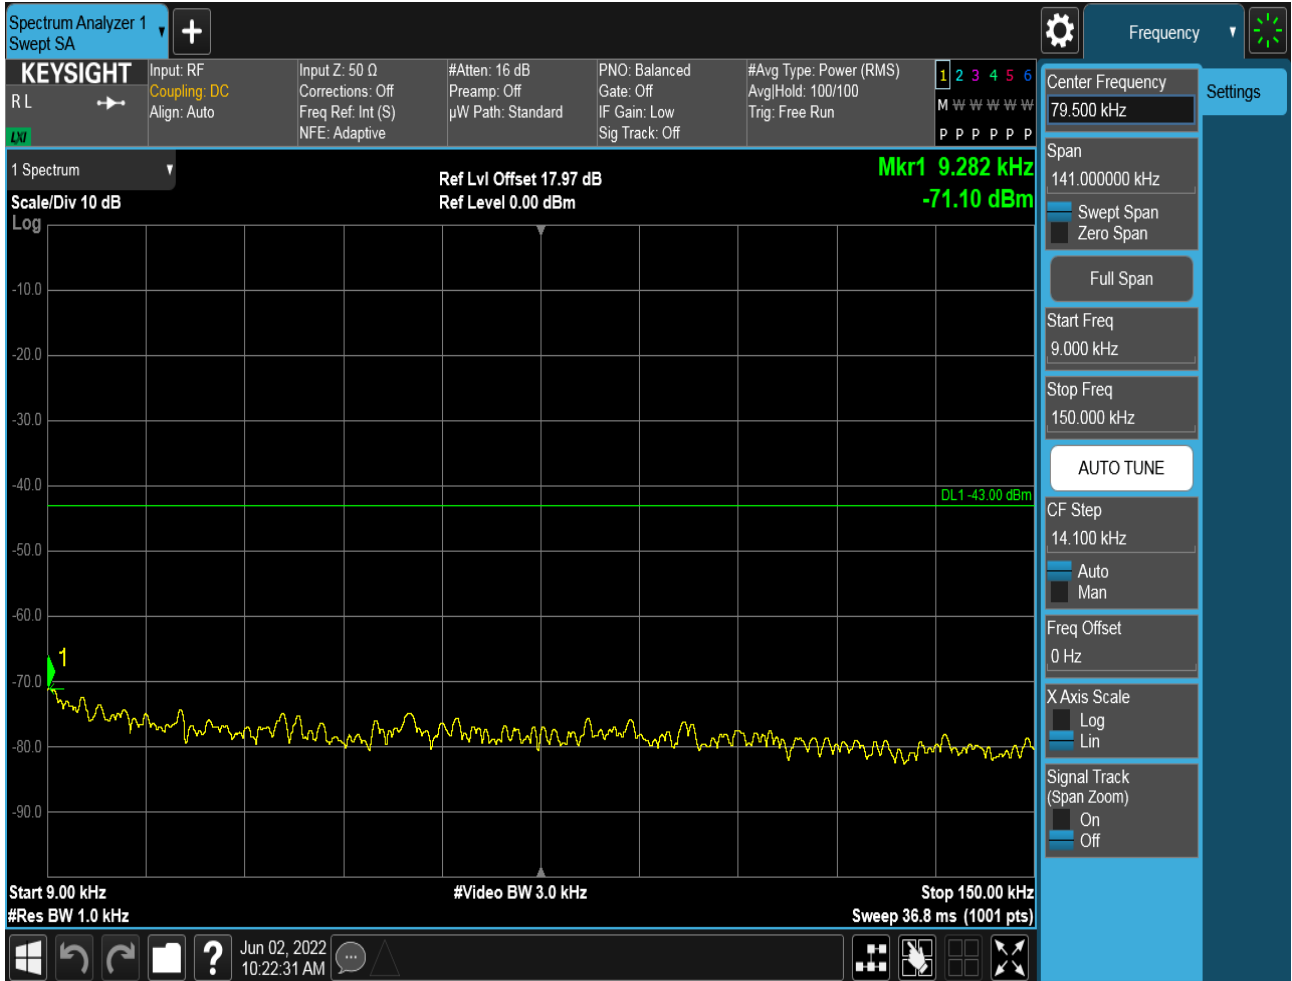 Spectrum Analyzer 1
Swept SA
+
Frequency
KEYSIGHT
R L
LXI
Input: RF
Coupling: DC
Align: Auto
Input Z: 50 Ω
Corrections: Off
Freq Ref: Int (S)
NFE: Adaptive
#Atten: 16 dB
Preamp: Off
µW Path: Standard
PNO: Balanced
Gate: Off
IF Gain: Low
Sig Track: Off
#Avg Type: Power (RMS)
Avg|Hold: 100/100
Trig: Free Run
1 2 3 4 5 6
M W W W W W
P P P P P P
1 Spectrum
Scale/Div 10 dB
Log
Ref Lvl Offset 17.97 dB
Ref Level 0.00 dBm
Mkr1 9.282 kHz
-71.10 dBm
-10.0
-20.0
-30.0
-40.0
DL1 -43.00 dBm
-50.0
-60.0
1
-70.0
-80.0
-90.0
Start 9.00 kHz
#Video BW 3.0 kHz
Stop 150.00 kHz
#Res BW 1.0 kHz
Sweep 36.8 ms (1001 pts)
Center Frequency
79.500 kHz
Settings
Span
141.000000 kHz
Swept Span
Zero Span
Full Span
Start Freq
9.000 kHz
Stop Freq
150.000 kHz
AUTO TUNE
CF Step
14.100 kHz
Auto
Man
Freq Offset
0 Hz
X Axis Scale
Log
Lin
Signal Track
(Span Zoom)
On
Off
?
Jun 02, 2022
10:22:31 AM